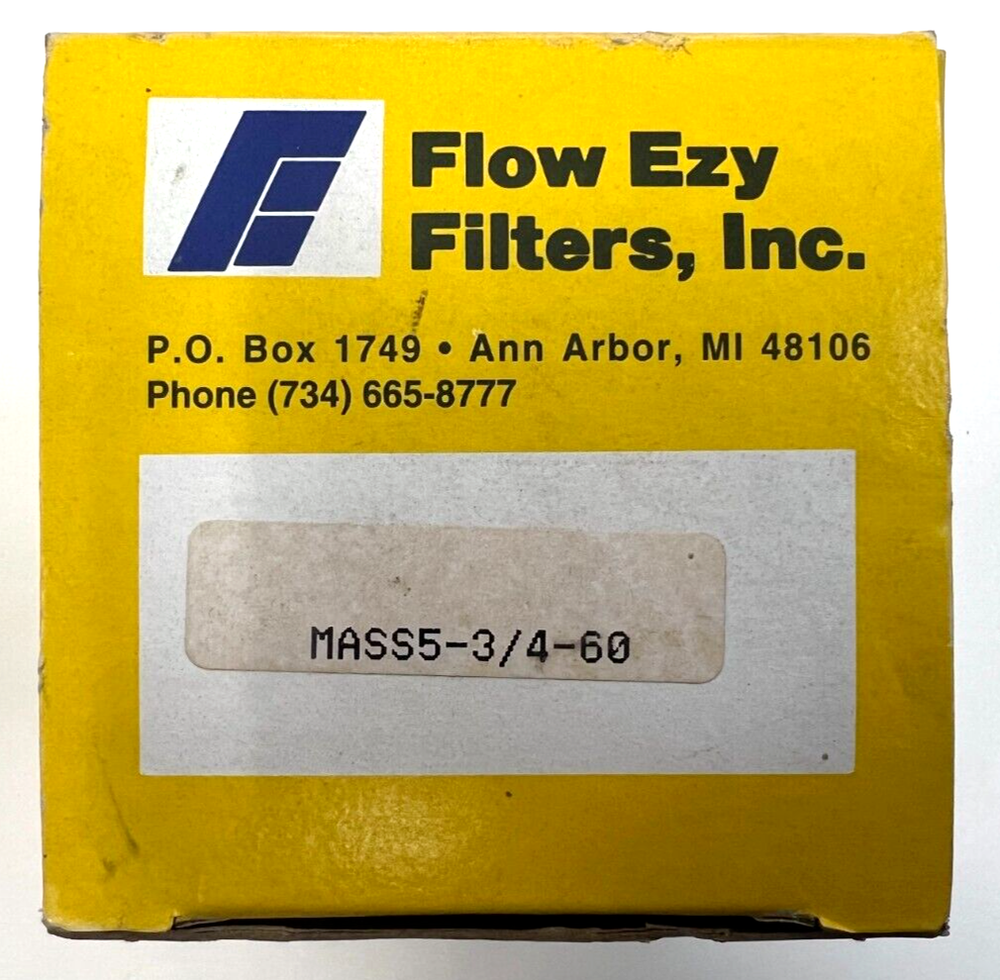 Flow Ezy
Filters, Inc.
P.O. Box 1749 • Ann Arbor, MI 48106
Phone (734) 665-8777
MASS5-3/4-60